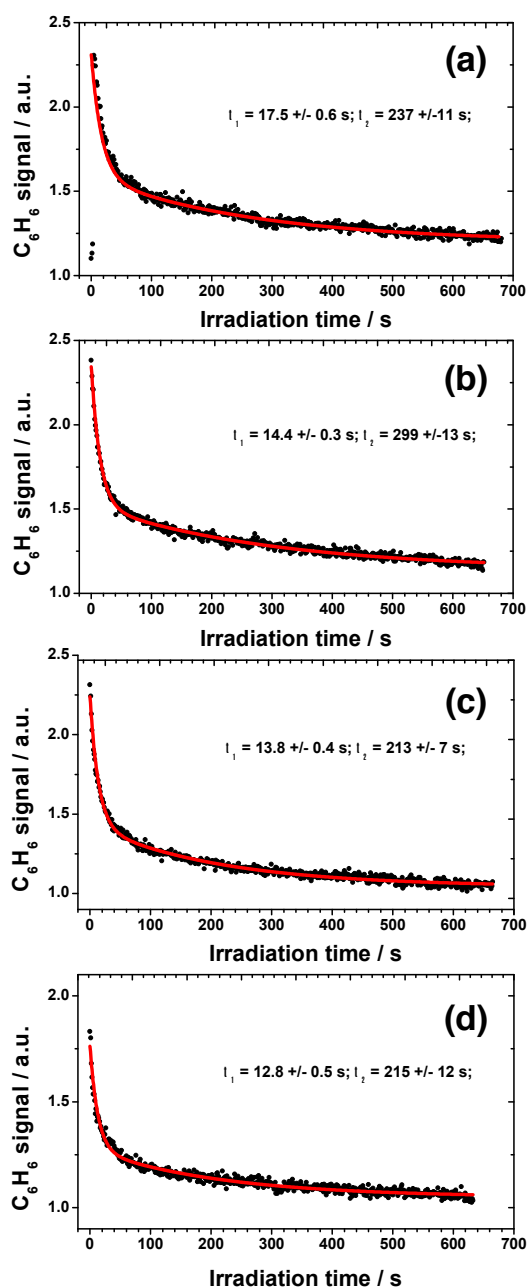 (a)
2.5
2.0
1.5
1.0
C₆H₆ signal / a.u.
t₁ = 17.5 +/- 0.6 s; t₂ = 237 +/-11 s;
0 100 200 300 400 500 600 700
Irradiation time / s
(b)
2.5
2.0
1.5
1.0
C₆H₆ signal / a.u.
t₁ = 14.4 +/- 0.3 s; t₂ = 299 +/-13 s;
0 100 200 300 400 500 600 700
Irradiation time / s
(c)
2.5
2.0
1.5
1.0
C₆H₆ signal / a.u.
t₁ = 13.8 +/- 0.4 s; t₂ = 213 +/- 7 s;
0 100 200 300 400 500 600 700
Irradiation time / s
(d)
2.0
1.5
1.0
C₆H₆ signal / a.u.
t₁ = 12.8 +/- 0.5 s; t₂ = 215 +/- 12 s;
0 100 200 300 400 500 600 700
Irradiation time / s